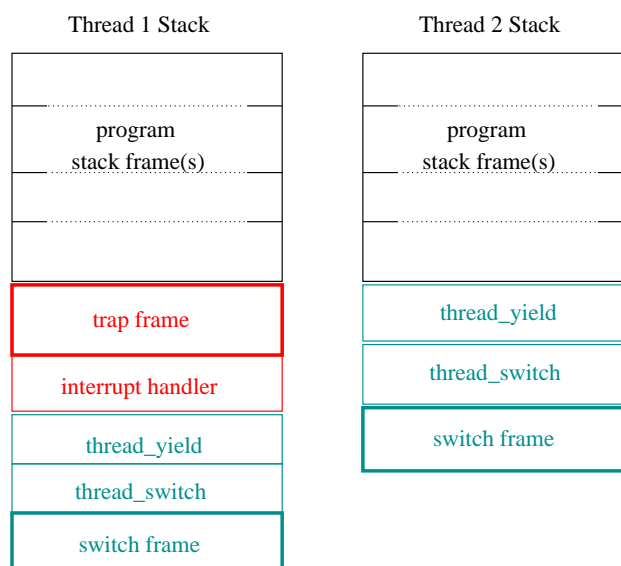 Thread 1 Stack
program
stack frame(s)
trap frame
interrupt handler
thread_yield
thread_switch
switch frame
Thread 2 Stack
program
stack frame(s)
thread_yield
thread_switch
switch frame